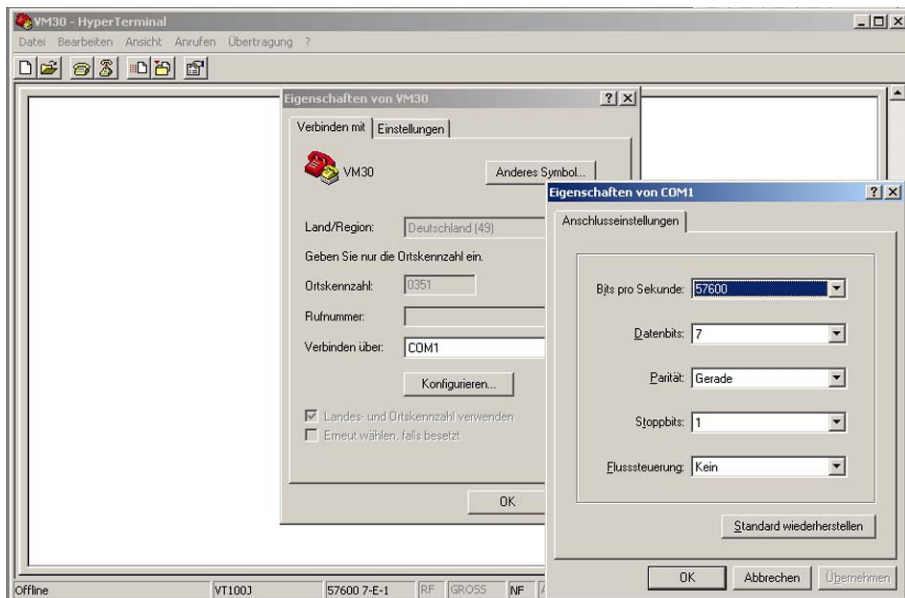 VM30 - HyperTerminal
Datei Bearbeiten Ansicht Anrufen Übertragung ?
Eigenschaften von VM30
Verbinden mit Einstellungen
VM30
Anderes Symbol...
Land/Region: Deutschland (49)
Geben Sie nur die Ortskennzahl ein.
Ortskennzahl: 0351
Rufnummer:
Verbinden über: COM1
Konfigurieren...
Landes- und Ortskennzahl verwenden
Erneut wählen, falls besetzt
OK
Eigenschaften von COM1
Anschlusseinstellungen
Bits pro Sekunde: 57600
Datenbits: 7
Parität: Gerade
Stoppbits: 1
Flusssteuerung: Kein
Standard wiederherstellen
OK Abbrechen Übernehmen
Offline VT100J 57600 7-E-1 RF GROSS NF